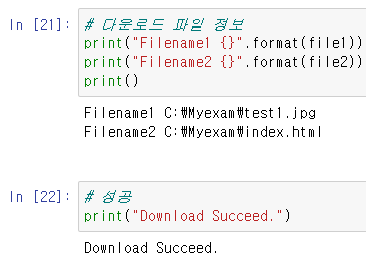 In [21]: # 다운로드 파일 정보
print("Filename1 {}".format(file1))
print("Filename2 {}".format(file2))
print()
Filename1 C:₩Myexam₩test1.jpg
Filename2 C:₩Myexam₩index.html
In [22]: # 성공
print("Download Succeed.")
Download Succeed.